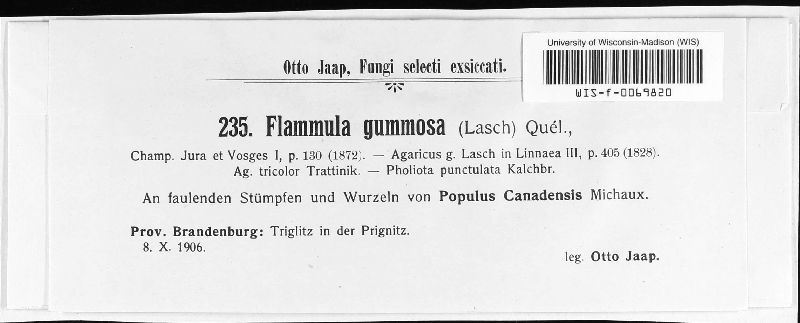 University of Wisconsin-Madison (WIS)
WIS-f-0069820
Otto Jaap, Fungi selecti exsiccati.
235. Flammula gummosa (Lasch) Quél.,
Champ. Jura et Vosges I, p. 130 (1872). — Agaricus g. Lasch in Linnaea III, p. 405 (1828).
Ag. tricolor Trattinik. — Pholiota punctulata Kalchbr.
An faulenden Stümpfen und Wurzeln von Populus Canadensis Michaux.
Prov. Brandenburg: Triglitz in der Prignitz.
8. X. 1906.
leg. Otto Jaap.